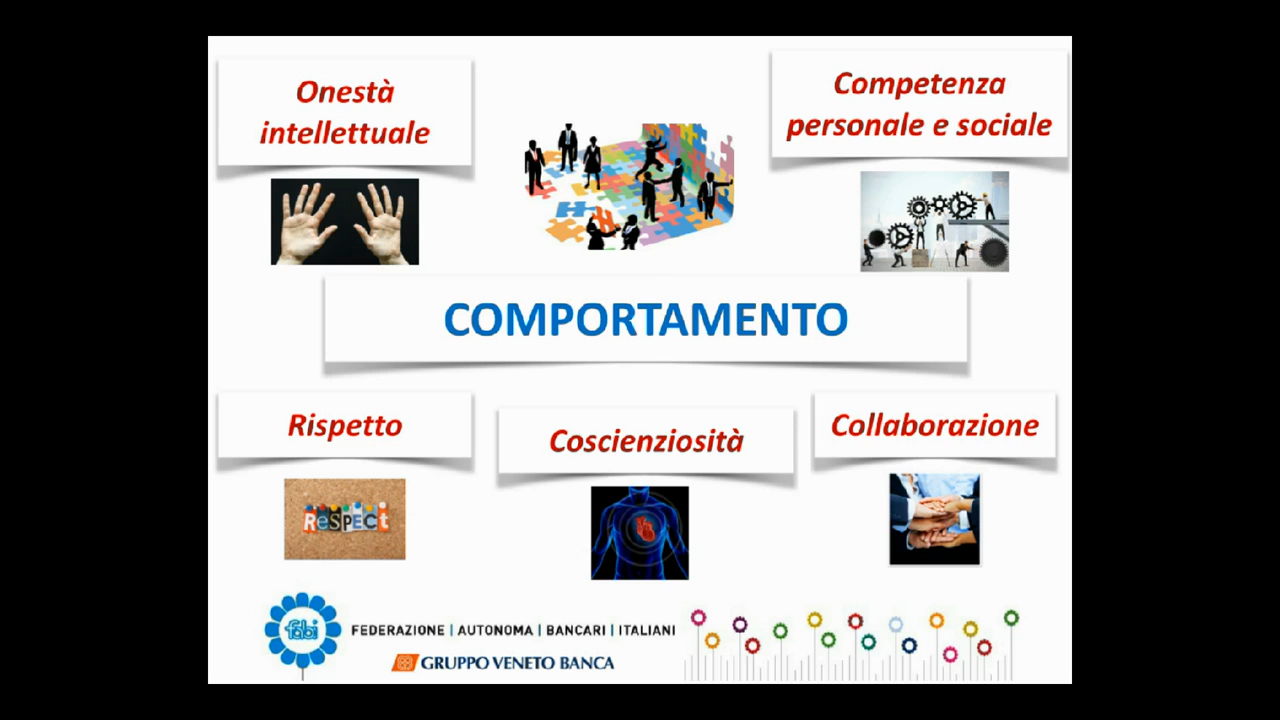 Onestà
intellettuale
Competenza
personale e sociale
COMPORTAMENTO
Rispetto
Coscienziosità
Collaborazione
ReSPECt
fabi
FEDERAZIONE | AUTONOMA | BANCARI | ITALIANI
GRUPPO VENETO BANCA